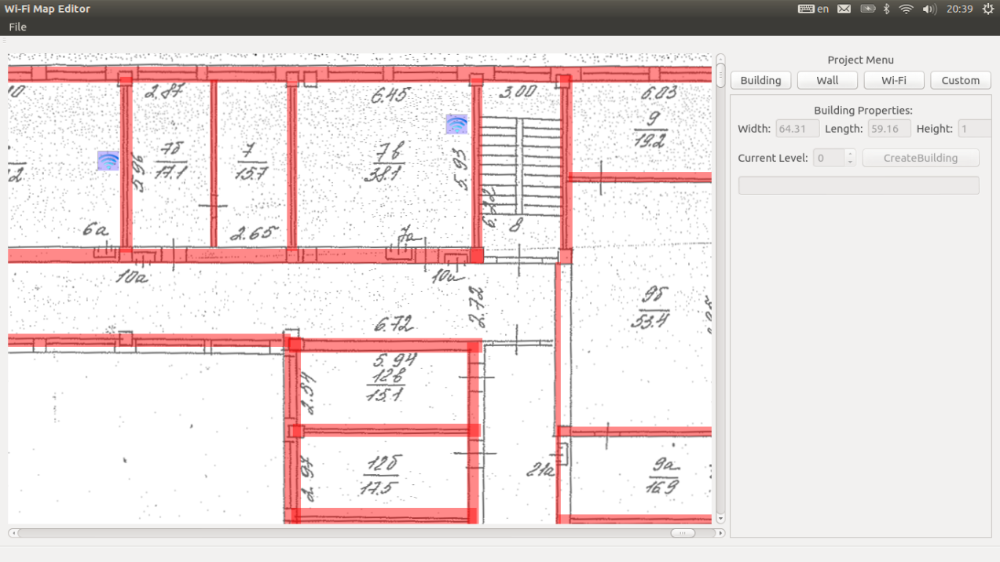 Wi-Fi Map Editor
en
20:39
File
Project Menu
Building
Wall
Wi-Fi
Custom
Building Properties:
Width: 64.31 Length: 59.16 Height: 1
Current Level: 0 CreateBuilding
2.87
6.45
3.00
6.03
9
19.2
5.96
7б
17.1
7
15.7
7в
38.1
5.93
6.22
8
6а
2.65
7а
10а
10а
2.72
9б
53.4
6.72
5.94
12в
15.1
2.54
12б
17.5
2.97
21а
9а
16.9